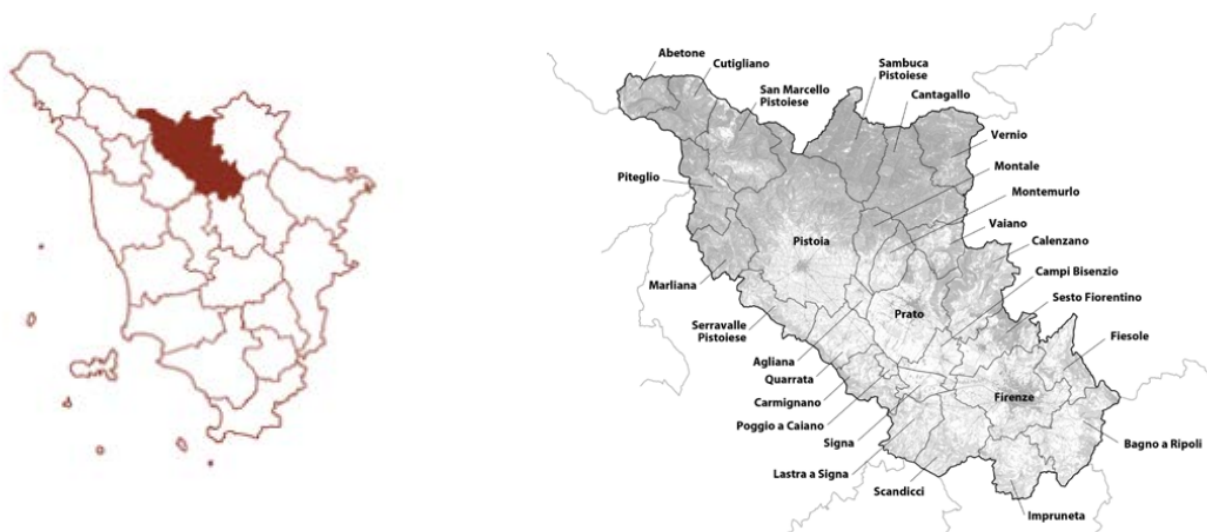 Abetone
Cutigliano
San Marcello
Pistoiese
Sambuca
Pistoiese
Cantagallo
Vernio
Montale
Montemurlo
Piteglio
Vaiano
Pistoia
Calenzano
Campi Bisenzio
Marliana
Sesto Fiorentino
Prato
Serravalle
Pistoiese
Fiesole
Agliana
Quarrata
Firenze
Carmignano
Poggio a Caiano
Signa
Bagno a Ripoli
Lastra a Signa
Scandicci
Impruneta